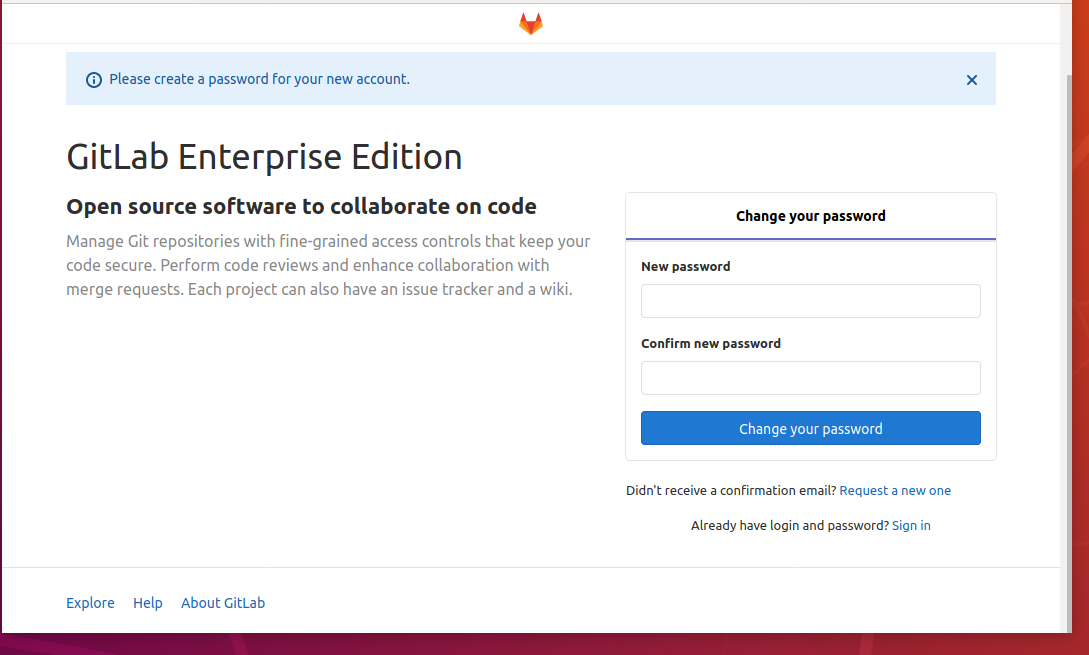 Please create a password for your new account.
GitLab Enterprise Edition
Open source software to collaborate on code
Manage Git repositories with fine-grained access controls that keep your
code secure. Perform code reviews and enhance collaboration with
merge requests. Each project can also have an issue tracker and a wiki.
Change your password
New password
Confirm new password
Change your password
Didn't receive a confirmation email? Request a new one
Already have login and password? Sign in
Explore Help About GitLab